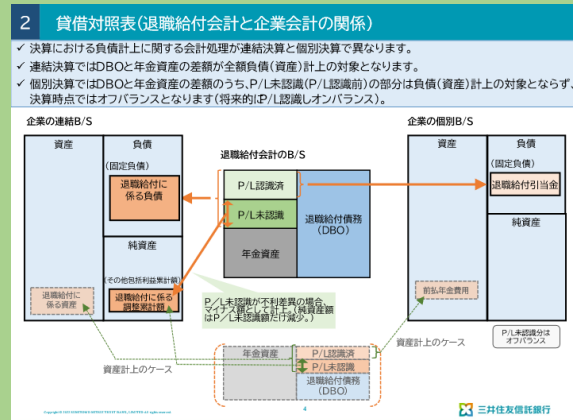 2 貸借対照表(退職給付会計と企業会計の関係)
✓ 決算における負債計上に関する会計処理が連結決算と個別決算で異なります。
✓ 連結決算ではDBOと年金資産の差額が全額負債(資産)計上の対象となります。
✓ 個別決算ではDBOと年金資産の差額のうち、P/L未認識(P/L認識前)の部分は負債(資産)計上の対象とならず、
決算時点ではオフバランスとなります(将来的にP/L認識しオンバランス)。
企業の連結B/S
資産
負債
(固定負債)
退職給付に
係る負債
純資産
(その他包括利益累計額)
退職給付に
係る資産
退職給付に係る
調整累計額
退職給付会計のB/S
P/L認識済
P/L未認識
年金資産
退職給付債務
(DBO)
P/L未認識が不利差異の場合、
マイナス額として計上。(純資産額
はP/L未認識額だけ減少。)
企業の個別B/S
資産
負債
(固定負債)
退職給付引当金
純資産
前払年金費用
P/L未認識分は
オフバランス
資産計上のケース
資産計上のケース
年金資産
P/L認識済
P/L未認識
退職給付債務
(DBO)
4
三井住友信託銀行